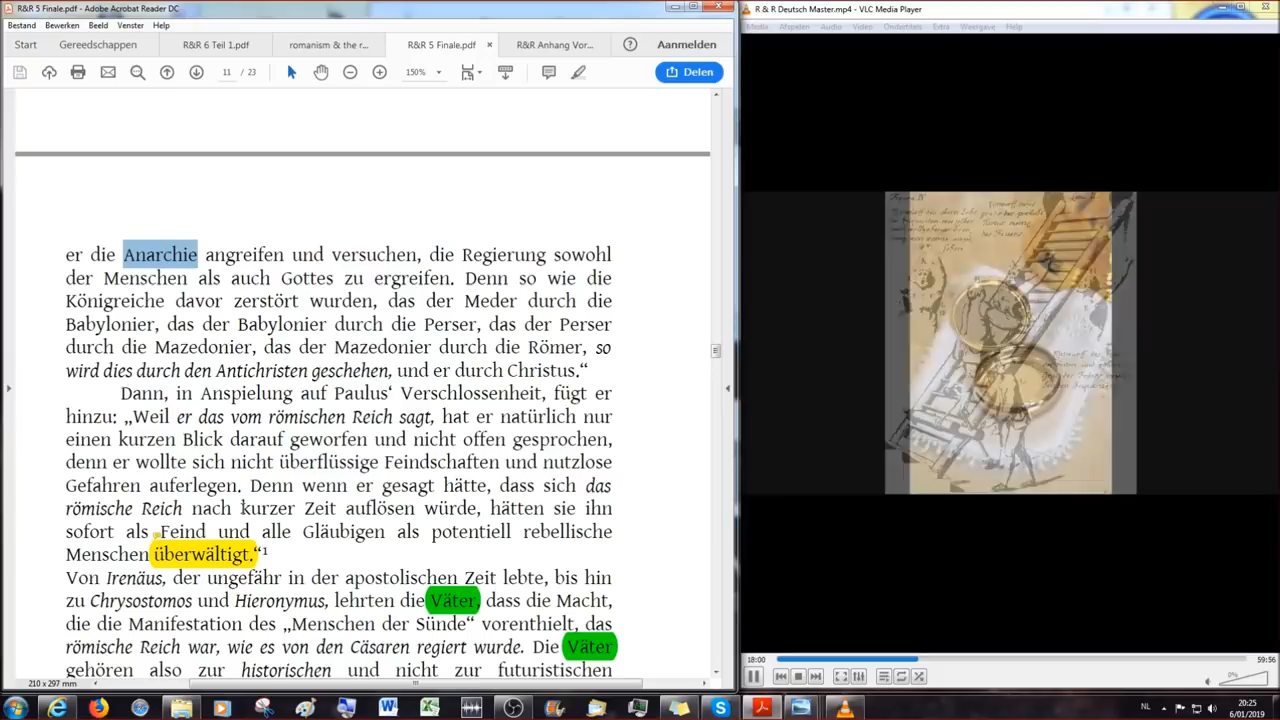 R&R 5 Finale.pdf - Adobe Acrobat Reader DC
Bestand Bewerken Beeld Venster Help
Start Gereedschappen R&R 6 Teil 1.pdf romanism & the r... R&R 5 Finale.pdf × R&R Anhang Vor... Aanmelden
11 / 23 150% Delen
er die Anarchie angreifen und versuchen, die Regierung sowohl
der Menschen als auch Gottes zu ergreifen. Denn so wie die
Königreiche davor zerstört wurden, das der Meder durch die
Babylonier, das der Babylonier durch die Perser, das der Perser
durch die Mazedonier, das der Mazedonier durch die Römer, so
wird dies durch den Antichristen geschehen, und er durch Christus.“
Dann, in Anspielung auf Paulus‘ Verschlossenheit, fügt er
hinzu: „Weil er das vom römischen Reich sagt, hat er natürlich nur
einen kurzen Blick darauf geworfen und nicht offen gesprochen,
denn er wollte sich nicht überflüssige Feindschaften und nutzlose
Gefahren auferlegen. Denn wenn er gesagt hätte, dass sich das
römische Reich nach kurzer Zeit auflösen würde, hätten sie ihn
sofort als Feind und alle Gläubigen als potentiell rebellische
Menschen überwältigt.“¹
Von Irenäus, der ungefähr in der apostolischen Zeit lebte, bis hin
zu Chrysostomos und Hieronymus, lehrten die Väter, dass die Macht,
die die Manifestation des „Menschen der Sünde“ vorenthielt, das
römische Reich war, wie es von den Cäsaren regiert wurde. Die Väter
gehören also zur historischen und nicht zur futuristischen
210 x 297 mm
R & R Deutsch Master.mp4 - VLC Media Player
Media Afspelen Audio Video Ondertitels Extra Weergave Help
18:00 59:56
0%
NL 20:25
6/01/2019